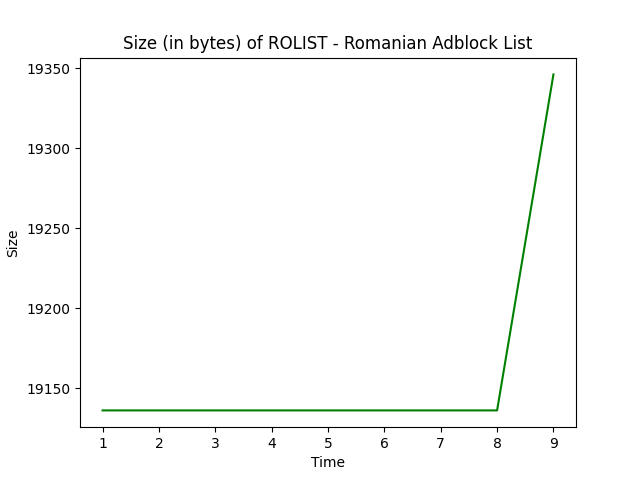 Size (in bytes) of ROLIST - Romanian Adblock List
19350
19300
19250
19200
19150
Size
1 2 3 4 5 6 7 8 9
Time